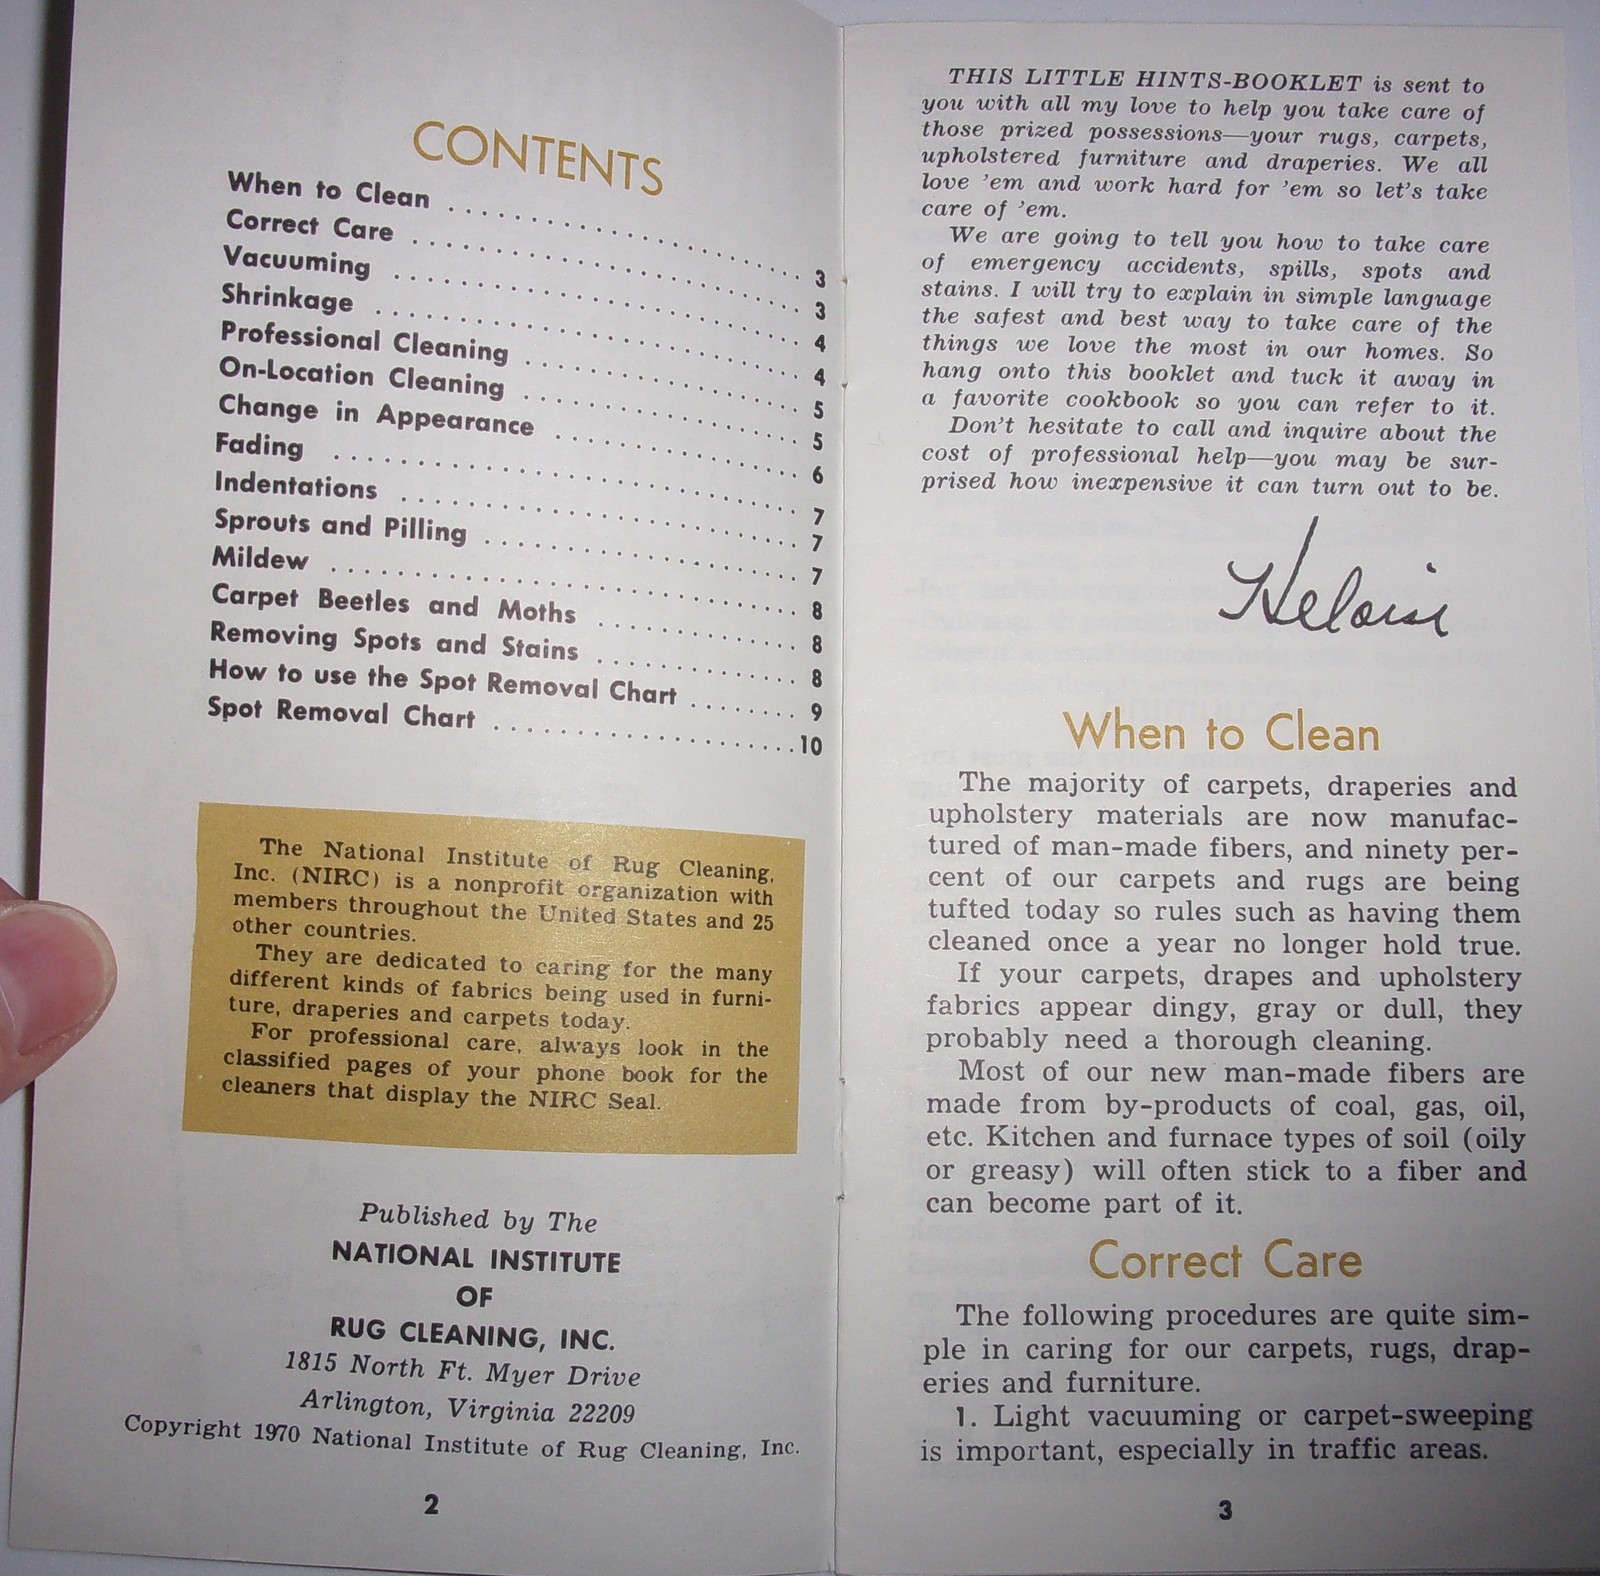 CONTENTS
When to Clean . . . . . . . . . . . . . . . . . . . . . . . . . . 3
Correct Care . . . . . . . . . . . . . . . . . . . . . . . . . . . . 3
Vacuuming . . . . . . . . . . . . . . . . . . . . . . . . . . . . . 4
Shrinkage . . . . . . . . . . . . . . . . . . . . . . . . . . . . . . 4
Professional Cleaning . . . . . . . . . . . . . . . . . . . . 5
On-Location Cleaning . . . . . . . . . . . . . . . . . . . . 5
Change in Appearance . . . . . . . . . . . . . . . . . . 6
Fading . . . . . . . . . . . . . . . . . . . . . . . . . . . . . . . . . 7
Indentations . . . . . . . . . . . . . . . . . . . . . . . . . . . . 7
Sprouts and Pilling . . . . . . . . . . . . . . . . . . . . . . 7
Mildew . . . . . . . . . . . . . . . . . . . . . . . . . . . . . . . . . 8
Carpet Beetles and Moths . . . . . . . . . . . . . . . 8
Removing Spots and Stains . . . . . . . . . . . . . . . 8
How to use the Spot Removal Chart . . . . . . . . 9
Spot Removal Chart . . . . . . . . . . . . . . . . . . . . . .10
The National Institute of Rug Cleaning,
Inc. (NIRC) is a nonprofit organization with
members throughout the United States and 25
other countries.
They are dedicated to caring for the many
different kinds of fabrics being used in furni-
ture, draperies and carpets today.
For professional care, always look in the
classified pages of your phone book for the
cleaners that display the NIRC Seal.
Published by The
NATIONAL INSTITUTE
OF
RUG CLEANING, INC.
1815 North Ft. Myer Drive
Arlington, Virginia 22209
Copyright 1970 National Institute of Rug Cleaning, Inc.
2
THIS LITTLE HINTS-BOOKLET is sent to
you with all my love to help you take care of
those prized possessions—your rugs, carpets,
upholstered furniture and draperies. We all
love 'em and work hard for 'em so let's take
care of 'em.
We are going to tell you how to take care
of emergency accidents, spills, spots and
stains. I will try to explain in simple language
the safest and best way to take care of the
things we love the most in our homes. So
hang onto this booklet and tuck it away in
a favorite cookbook so you can refer to it.
Don't hesitate to call and inquire about the
cost of professional help—you may be sur-
prised how inexpensive it can turn out to be.
Heloise
When to Clean
The majority of carpets, draperies and
upholstery materials are now manufac-
tured of man-made fibers, and ninety per-
cent of our carpets and rugs are being
tufted today so rules such as having them
cleaned once a year no longer hold true.
If your carpets, drapes and upholstery
fabrics appear dingy, gray or dull, they
probably need a thorough cleaning.
Most of our new man-made fibers are
made from by-products of coal, gas, oil,
etc. Kitchen and furnace types of soil (oily
or greasy) will often stick to a fiber and
can become part of it.
Correct Care
The following procedures are quite sim-
ple in caring for our carpets, rugs, drap-
eries and furniture.
1. Light vacuuming or carpet-sweeping
is important, especially in traffic areas.
3